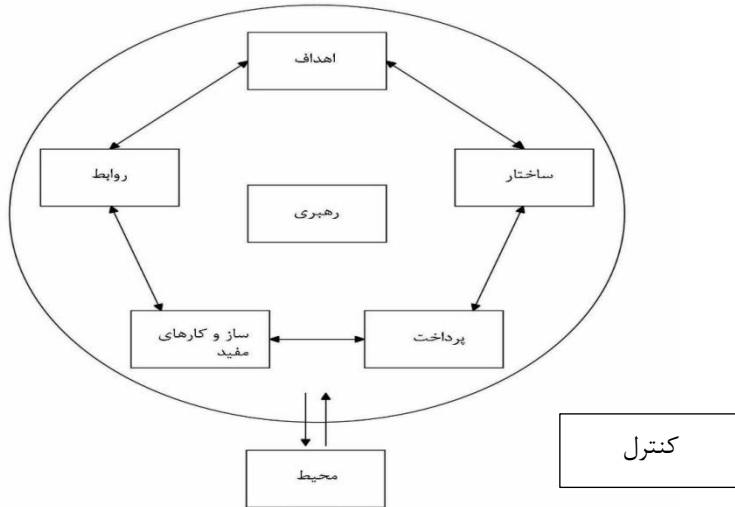 اهداف
روابط
ساختار
رهبری
ساز و کارهای
مفید
پرداخت
کنترل
محیط